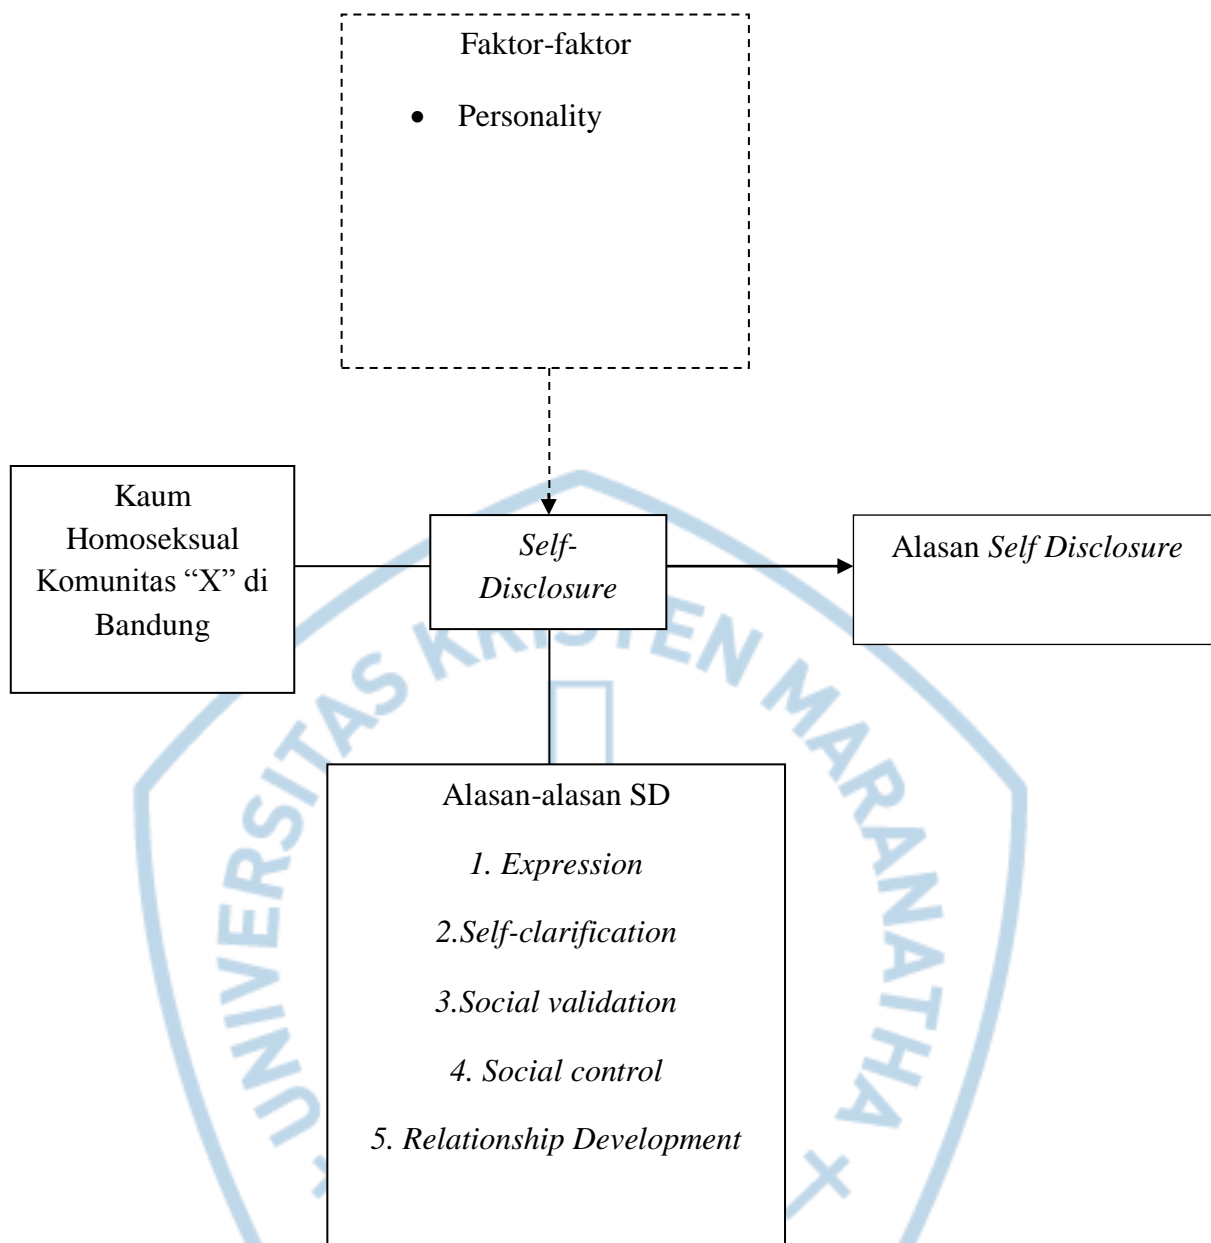 Faktor-faktor
• Personality
Kaum
Homoseksual
Komunitas “X” di
Bandung
Self-
Disclosure
Alasan Self Disclosure
Alasan-alasan SD
1. Expression
2.Self-clarification
3.Social validation
4. Social control
5. Relationship Development
UNIVERSITAS KRISTEN MARANATHA